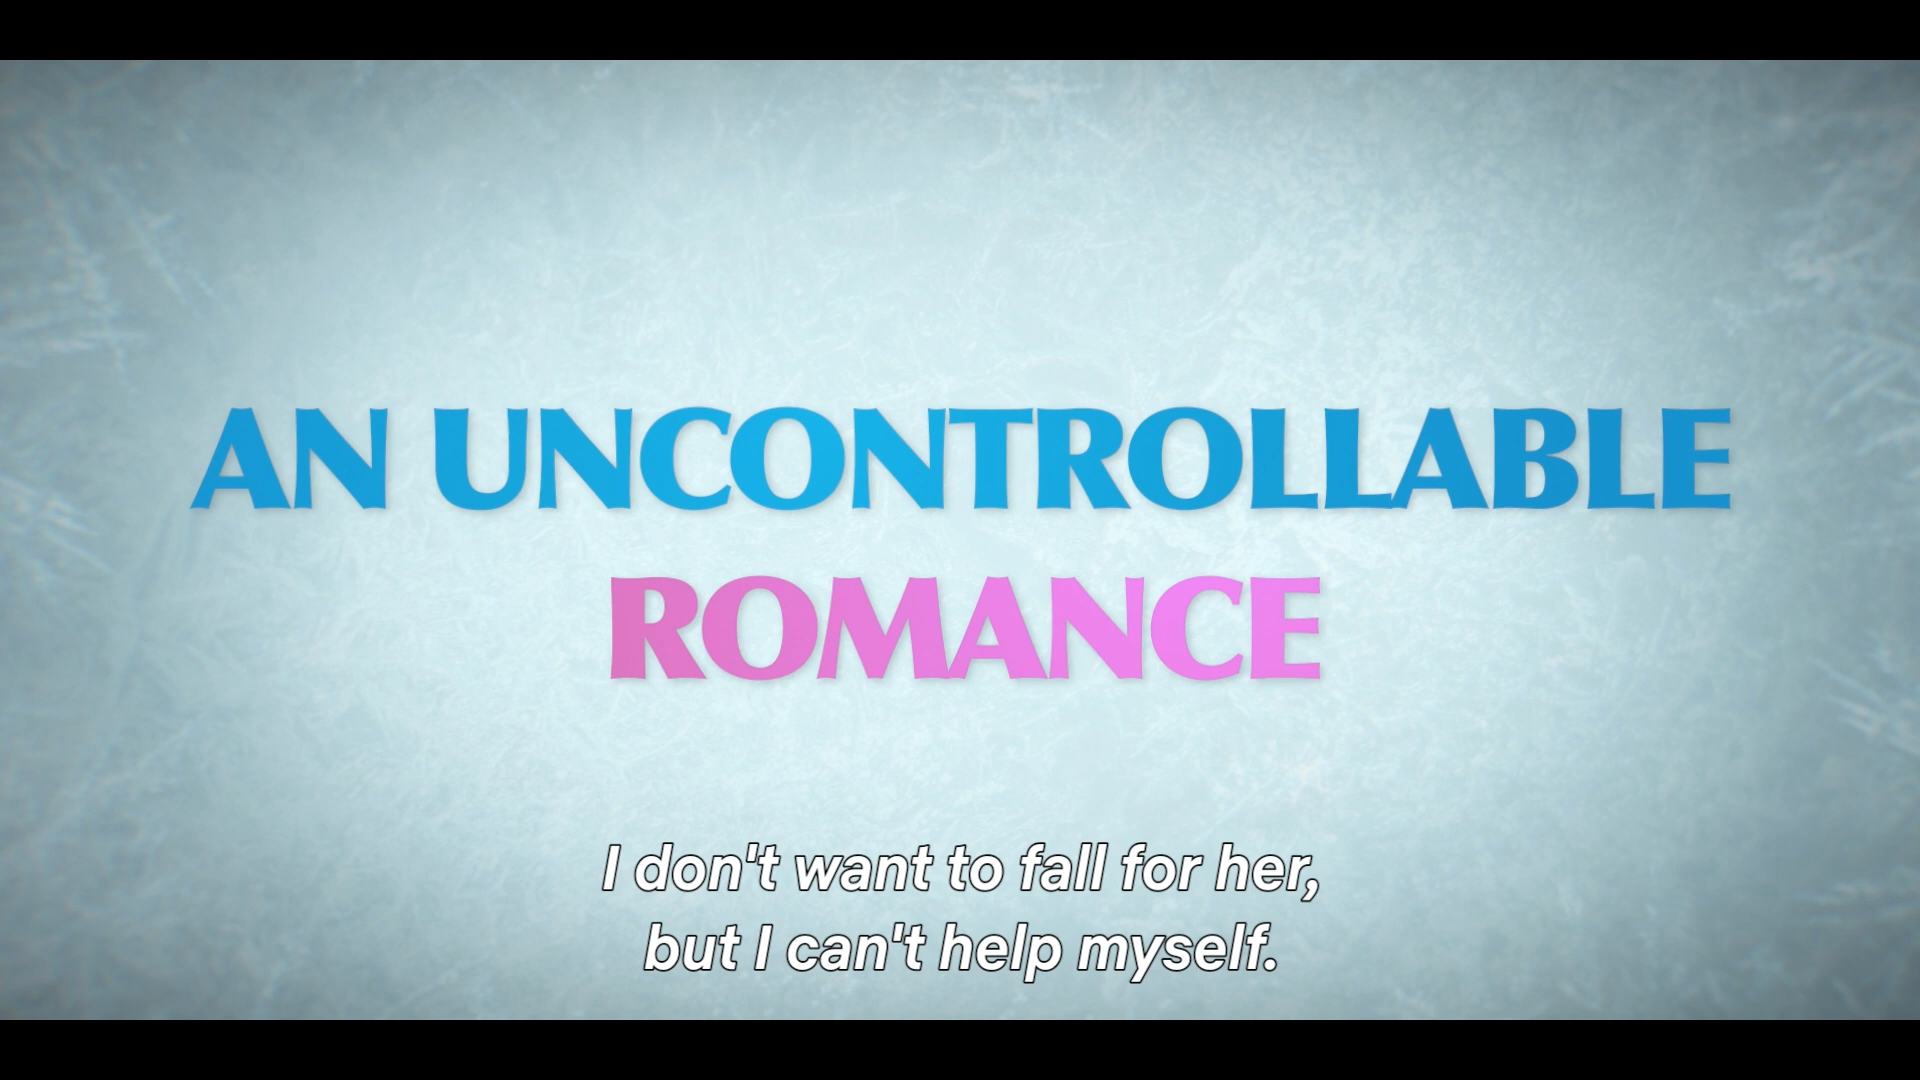 AN UNCONTROLLABLE
ROMANCE
I don't want to fall for her,
but I can't help myself.